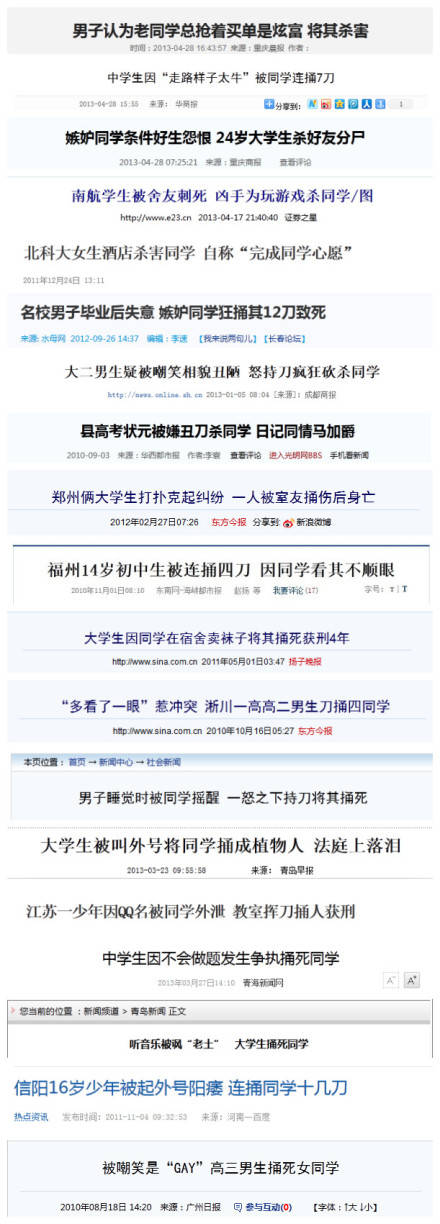 男子认为老同学总抢着买单是炫富 将其杀害
时间：2013-04-28 16:43:57 来源：重庆晨报 作者：
中学生因“走路样子太牛”被同学连捅7刀
2013-04-28 15:55 来源： 华商报 分享到： 1
嫉妒同学条件好生怨恨 24岁大学生杀好友分尸
2013-04-28 07:25:21 来源：重庆商报 查看评论
南航学生被舍友刺死 凶手为玩游戏杀同学/图
http://www.e23.cn 2013-04-17 21:40:40 证券之星
北科大女生酒店杀害同学 自称“完成同学心愿”
2011年12月24日 13:11
名校男子毕业后失意 嫉妒同学狂捅其12刀致死
来源: 水母网 2012-09-26 14:37 编辑：李速 【我来说两句儿】【长春论坛】
大二男生疑被嘲笑相貌丑陋 怒持刀疯狂砍杀同学
http://news.online.sh.cn 2013-01-05 08:04 [来源]：成都商报
县高考状元被嫌丑刀杀同学 日记同情马加爵
2010-09-03 来源：华西都市报 作者:李寰 查看评论 进入光明网BBS 手机看新闻
郑州俩大学生打扑克起纠纷 一人被室友捅伤后身亡
2012年02月27日07:26 东方今报 分享到： 新浪微博
福州14岁初中生被连捅四刀 因同学看其不顺眼
2010年11月01日08:10 东南网-海峡都市报 赵杨 等 我要评论(17) 字号：T|T
大学生因同学在宿舍卖袜子将其捅死获刑4年
http://www.sina.com.cn 2011年05月01日03:47 扬子晚报
“多看了一眼”惹冲突 淅川一高高二男生刀捅四同学
http://www.sina.com.cn 2010年10月16日05:27 东方今报
本页位置： 首页 → 新闻中心 → 社会新闻
男子睡觉时被同学摇醒 一怒之下持刀将其捅死
大学生被叫外号将同学捅成植物人 法庭上落泪
2013-03-23 09:55:58 来源： 青岛早报
江苏一少年因QQ名被同学外泄 教室挥刀捅人获刑
中学生因不会做题发生争执捅死同学
2013年03月27日14:10 青海新闻网 A- A+
您当前的位置 ：新闻频道 > 青岛新闻 正文
听音乐被讽“老土” 大学生捅死同学
信阳16岁少年被起外号阳痿 连捅同学十几刀
热点资讯 发布时间：2011-11-04 09:32:53 来源：河南一百度
被嘲笑是“GAY”高三男生捅死女同学
2010年08月18日 14:20 来源：广州日报 参与互动(0) 【字体：↑大 ↓小】